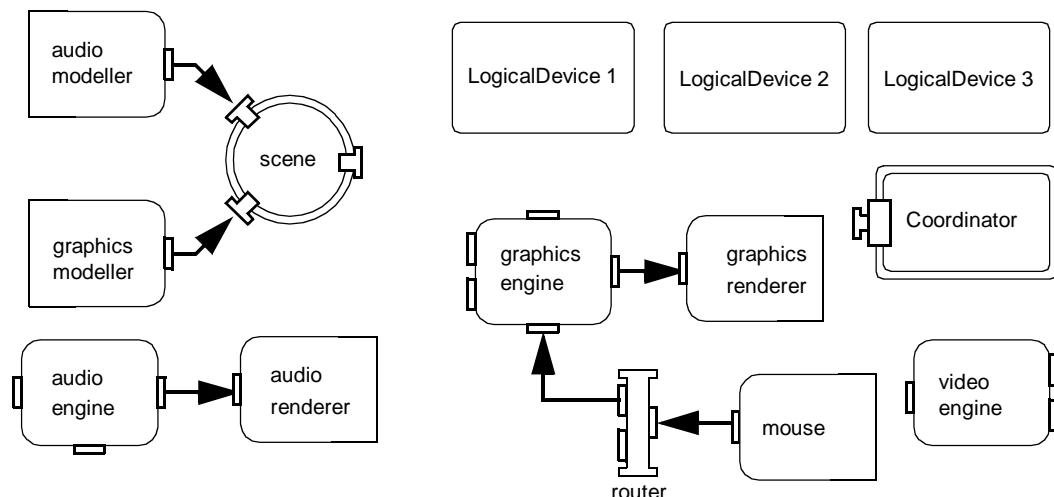 audio
modeller
LogicalDevice 1
LogicalDevice 2
LogicalDevice 3
scene
Coordinator
graphics
modeller
graphics
engine
graphics
renderer
audio
engine
audio
renderer
video
engine
mouse
router